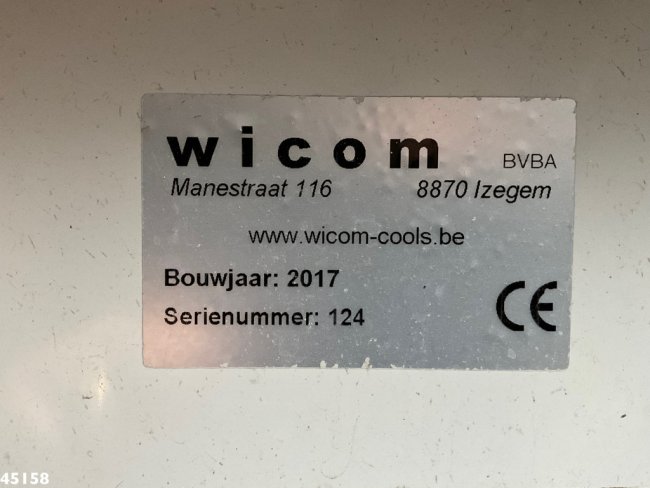 wicom BVBA
Manestraat 116 8870 Izegem
www.wicom-cools.be
Bouwjaar: 2017
Serienummer: 124
CE
45158